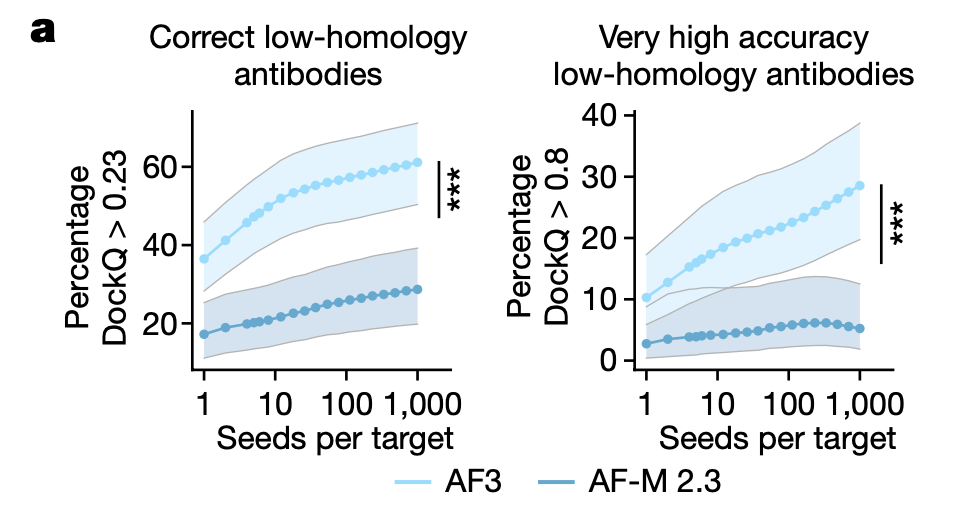 a
Correct low-homology
antibodies
Percentage
DockQ > 0.23
60
40
20
***
1 10 100 1,000
Seeds per target
Very high accuracy
low-homology antibodies
Percentage
DockQ > 0.8
40
30
20
10
0
***
1 10 100 1,000
Seeds per target
AF3 AF-M 2.3